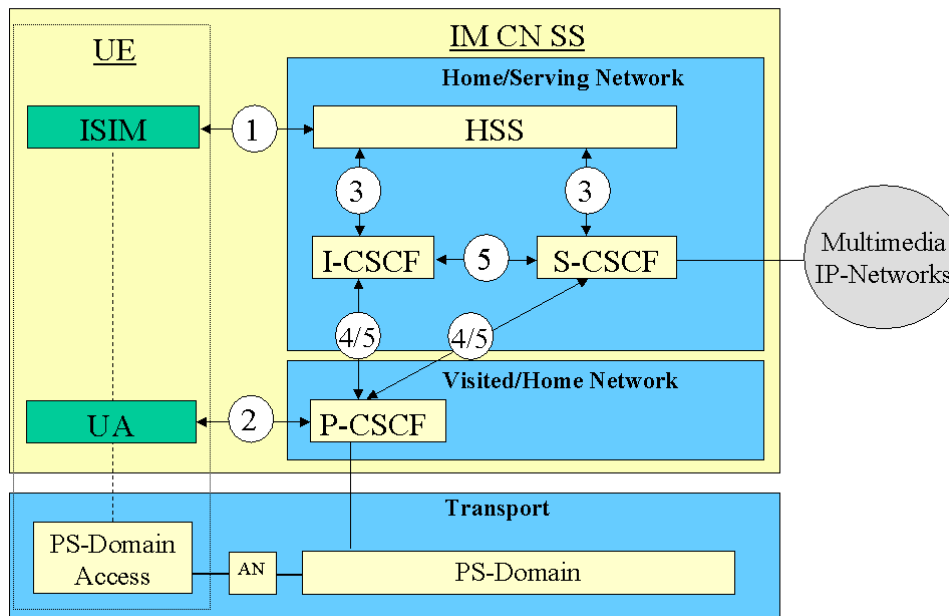 UE
IM CN SS
Home/Serving Network
ISIM
1
HSS
3
3
I-CSCF
5
S-CSCF
Multimedia
IP-Networks
4/5
4/5
Visited/Home Network
UA
2
P-CSCF
Transport
PS-Domain
Access
AN
PS-Domain